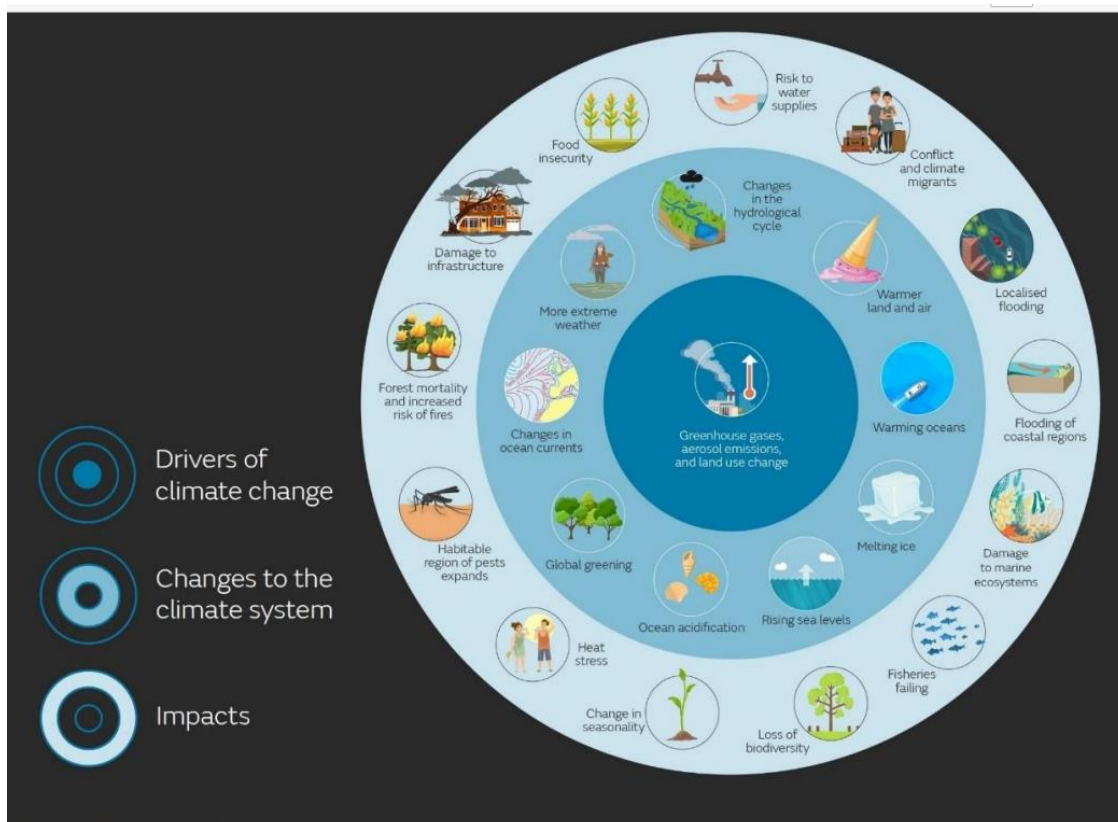 Drivers of
climate change
Changes to the
climate system
Impacts
Greenhouse gases,
aerosol emissions,
and land use change
Changes
in the
hydrological
cycle
Warmer
land and air
Warming oceans
Melting ice
Rising sea levels
Ocean acidification
Global greening
Changes in
ocean currents
More extreme
weather
Risk to
water
supplies
Conflict
and climate
migrants
Localised
flooding
Flooding of
coastal regions
Damage
to marine
ecosystems
Fisheries
failing
Loss of
biodiversity
Change in
seasonality
Heat
stress
Habitable
region of pests
expands
Forest mortality
and increased
risk of fires
Damage to
infrastructure
Food
insecurity